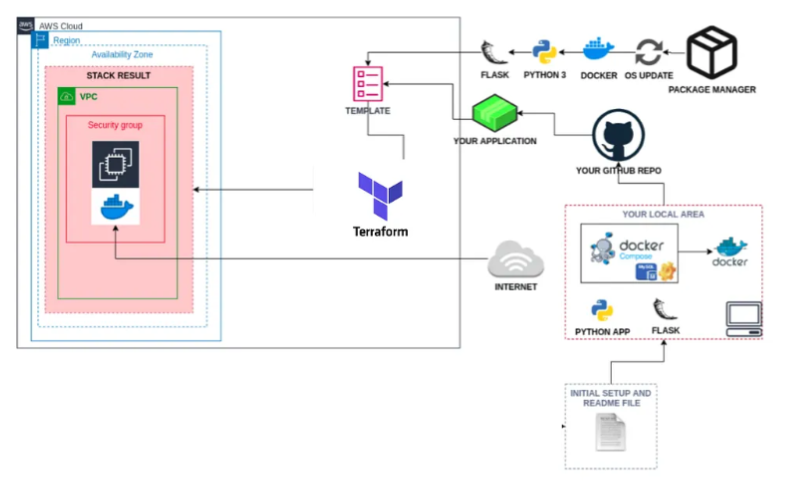 aws
AWS Cloud
Region
Availability Zone
STACK RESULT
VPC
Security group
TEMPLATE
FLASK
PYTHON 3
DOCKER
OS UPDATE
PACKAGE MANAGER
YOUR APPLICATION
YOUR GITHUB REPO
Terraform
INTERNET
YOUR LOCAL AREA
docker
Compose
docker
PYTHON APP
FLASK
INITIAL SETUP AND
README FILE